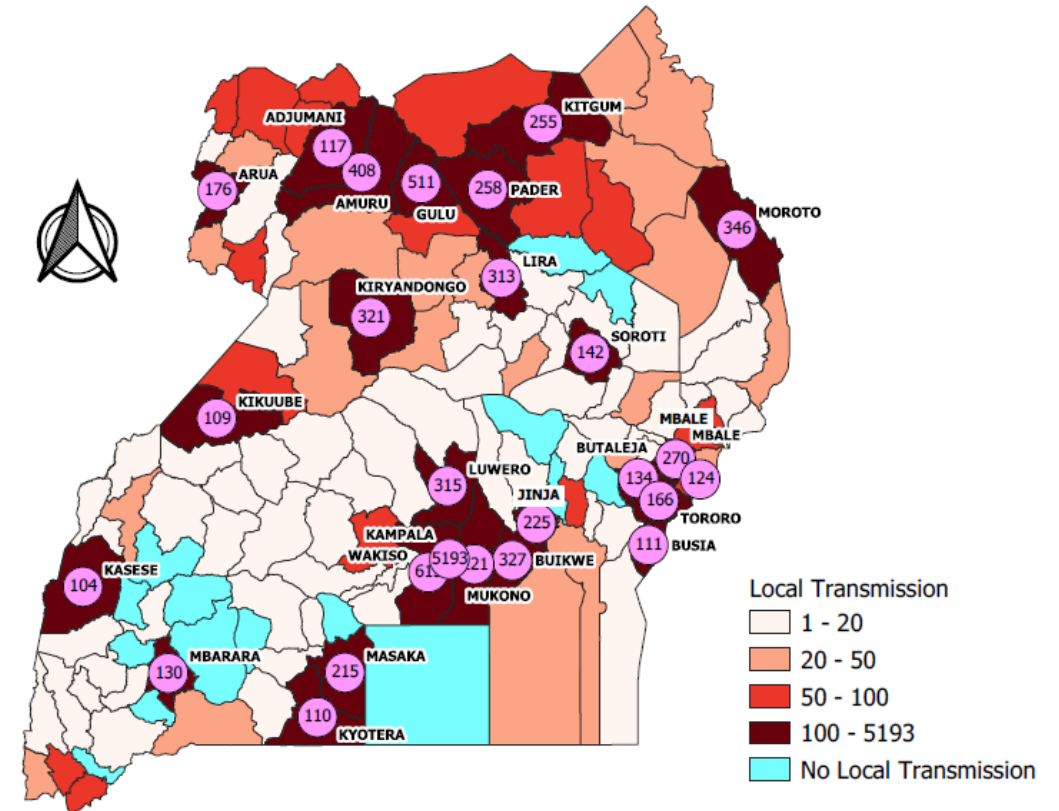 KITGUM
255
ADJUMANI
117
408
AMURU
ARUA
176
511
GULU
258
PADER
MOROTO
346
LIRA
313
KIRYANDONGO
321
SOROTI
142
KIKUUBE
109
MBALE
MBALE
BUTALEJA
270
134
124
166
TORORO
LUWERO
315
JINJA
225
KAMPALA
WAKISO
5193
327
BUIKWE
MUKONO
111
BUSIA
KASESE
104
MBARARA
130
MASAKA
215
110
KYOTERA
Local Transmission
1 - 20
20 - 50
50 - 100
100 - 5193
No Local Transmission